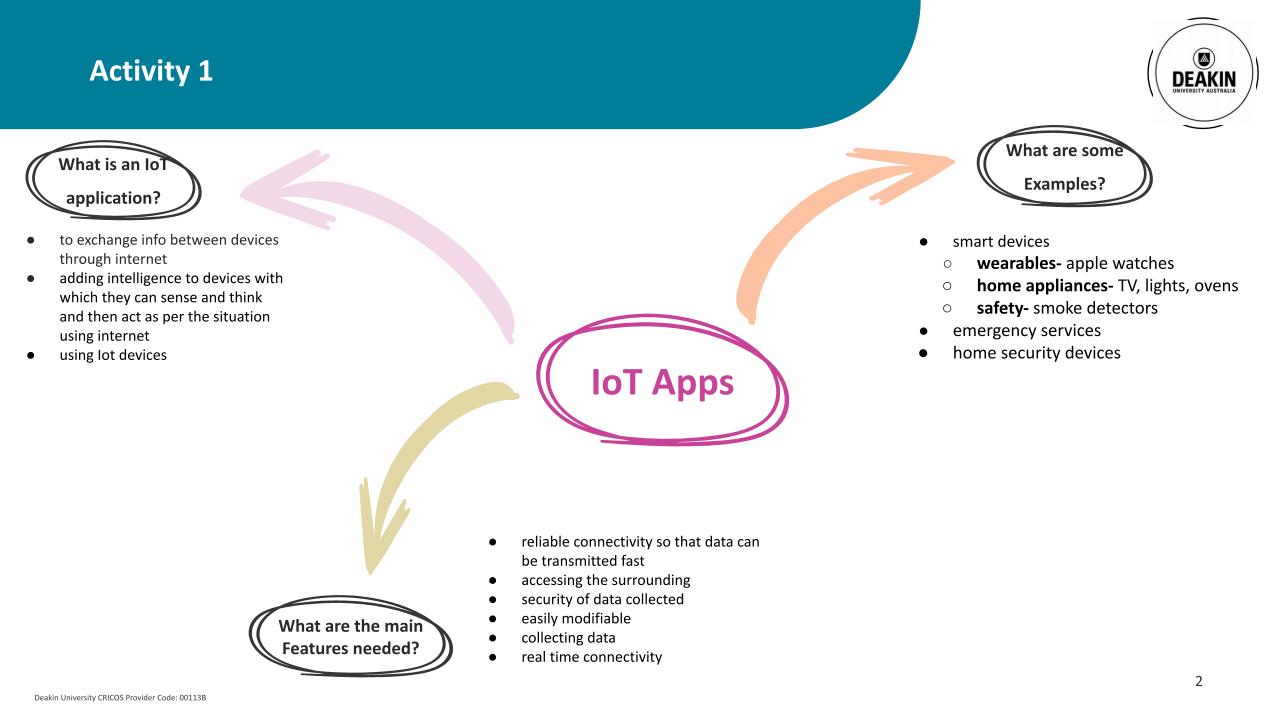 Activity 1
DEAKIN
UNIVERSITY AUSTRALIA
What is an IoT
application?
● to exchange info between devices
through internet
● adding intelligence to devices with
which they can sense and think
and then act as per the situation
using internet
● using Iot devices
What are some
Examples?
● smart devices
○ wearables- apple watches
○ home appliances- TV, lights, ovens
○ safety- smoke detectors
● emergency services
● home security devices
IoT Apps
What are the main
Features needed?
● reliable connectivity so that data can
be transmitted fast
● accessing the surrounding
● security of data collected
● easily modifiable
● collecting data
● real time connectivity
Deakin University CRICOS Provider Code: 00113B
2